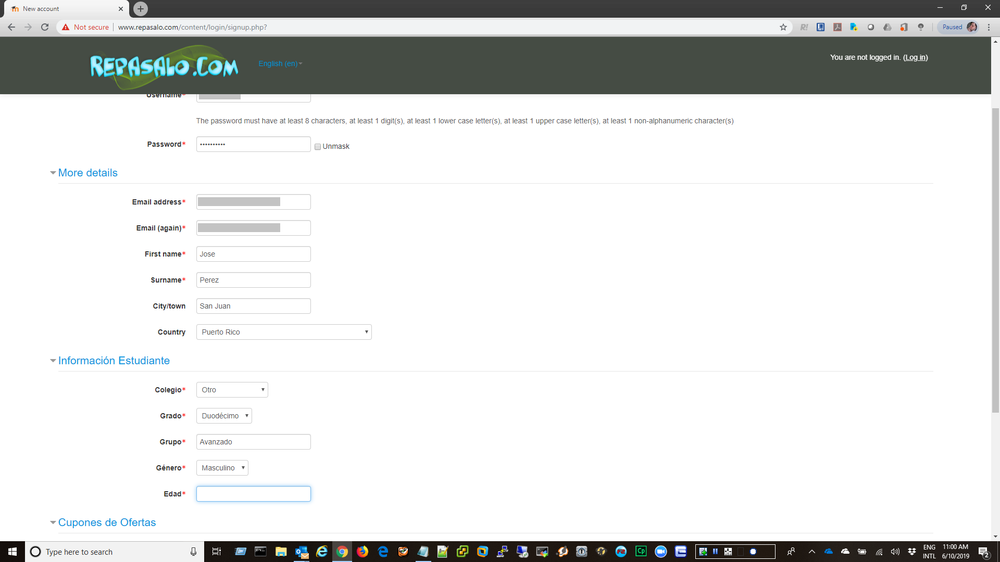 New account
Not secure
www.repasalo.com/content/login/signup.php?
R!
Paused
REPASALO.COM
English (en)
You are not logged in. (Log in)
Username*
The password must have at least 8 characters, at least 1 digit(s), at least 1 lower case letter(s), at least 1 upper case letter(s), at least 1 non-alphanumeric character(s)
Password*
••••••••••
Unmask
More details
Email address*
Email (again)*
First name*
Jose
Surname*
Perez
City/town
San Juan
Country
Puerto Rico
Información Estudiante
Colegio*
Otro
Grado*
Duodécimo
Grupo*
Avanzado
Género*
Masculino
Edad*
Cupones de Ofertas
Type here to search
Cp
ENG
INTL
11:00 AM
6/10/2019
2